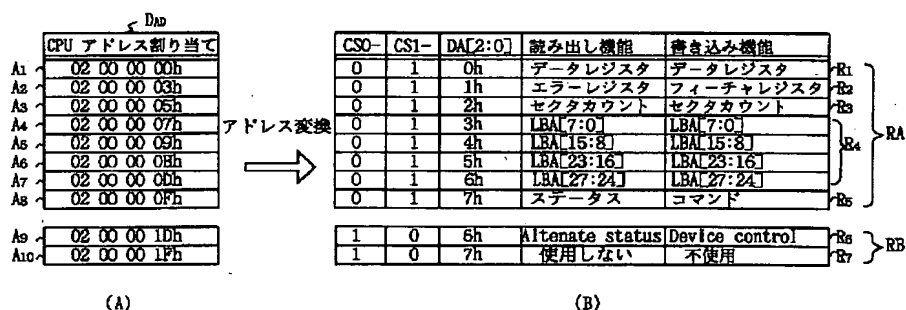 DAD
CPU アドレス割り当て
A1 02 00 00 00h
A2 02 00 00 03h
A3 02 00 00 05h
A4 02 00 00 07h
A5 02 00 00 09h
A6 02 00 00 0Bh
A7 02 00 00 0Dh
A8 02 00 00 0Fh
A9 02 00 00 1Dh
A10 02 00 00 1Fh
(A)
アドレス変換
CS0- CS1- DA[2:0] 読み出し機能 書き込み機能
0 1 0h データレジスタ データレジスタ R1
0 1 1h エラーレジスタ フィーチャレジスタ R2
0 1 2h セクタカウント セクタカウント R3
0 1 3h LBA[7:0] LBA[7:0]
0 1 4h LBA[15:8] LBA[15:8]
0 1 5h LBA[23:16] LBA[23:16]
0 1 6h LBA[27:24] LBA[27:24]
R4
0 1 7h ステータス コマンド R5
RA
1 0 6h Altenate status Device control R6
1 0 7h 使用しない 不使用 R7
RB
(B)